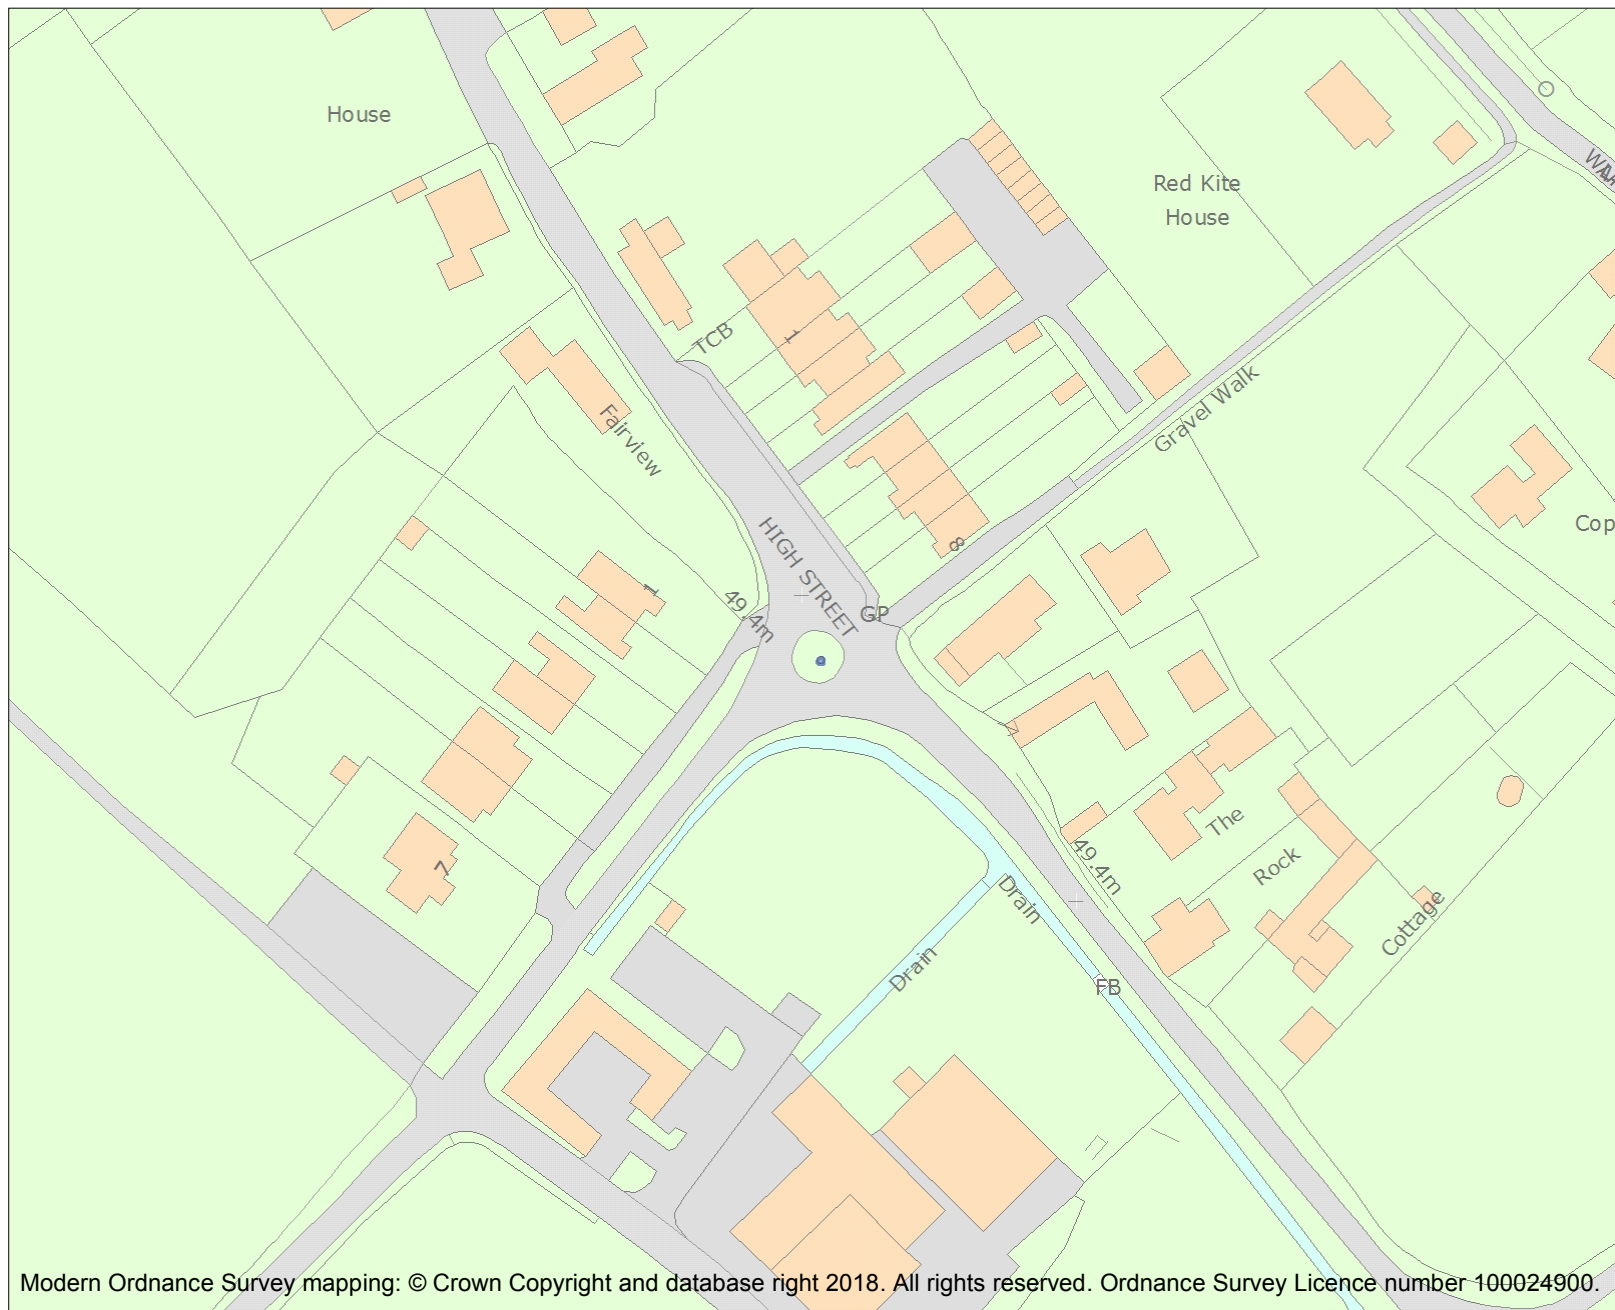 House
Red Kite
House
TCB
1
Fairview
Gravel Walk
Cop
HIGH STREET
8
1
49.4m
GP
7
The
Rock
Cottage
49.4m
Drain
Drain
FB
Modern Ordnance Survey mapping: © Crown Copyright and database right 2018. All rights reserved. Ordnance Survey Licence number 100024900.